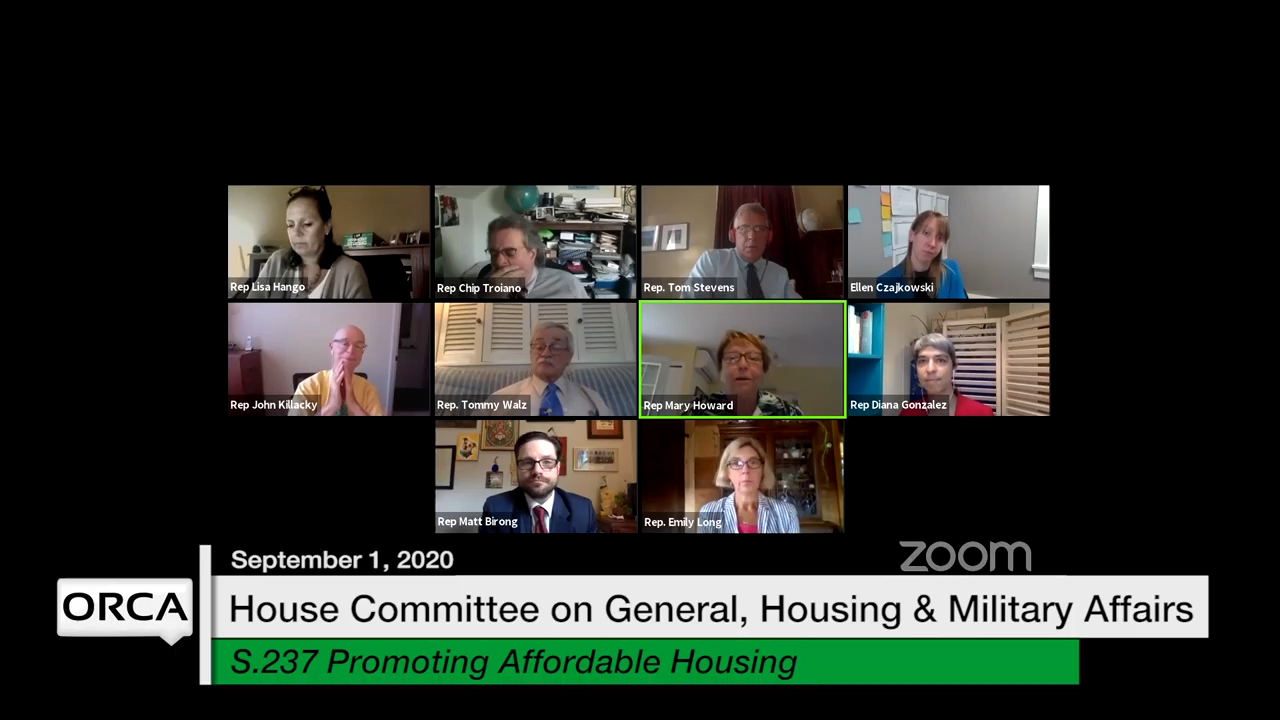 Rep Lisa Hango
Rep Chip Troiano
Rep. Tom Stevens
Ellen Czajkowski
Rep John Killacky
Rep. Tommy Walz
Rep Mary Howard
Rep Diana Gonzalez
Rep Matt Birong
Rep. Emily Long
September 1, 2020
zoom
ORCA
House Committee on General, Housing & Military Affairs
S.237 Promoting Affordable Housing